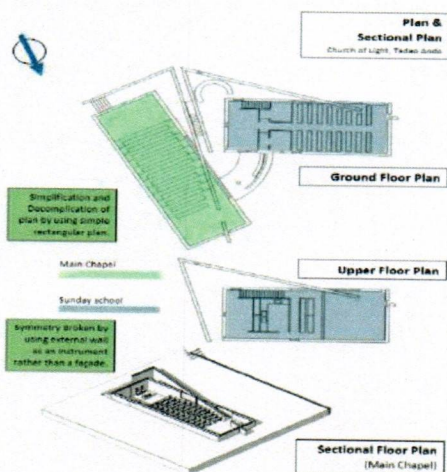 Plan &
Sectional Plan
Church of Light, Tadao Ando
Ground Floor Plan
Simplification and
Decomplication of
plan by using simple
rectangular plan.
Main Chapel
Upper Floor Plan
Sunday school
Symmetry Broken by
using external wall
as an instrument
rather than a façade.
Sectional Floor Plan
(Main Chapel)